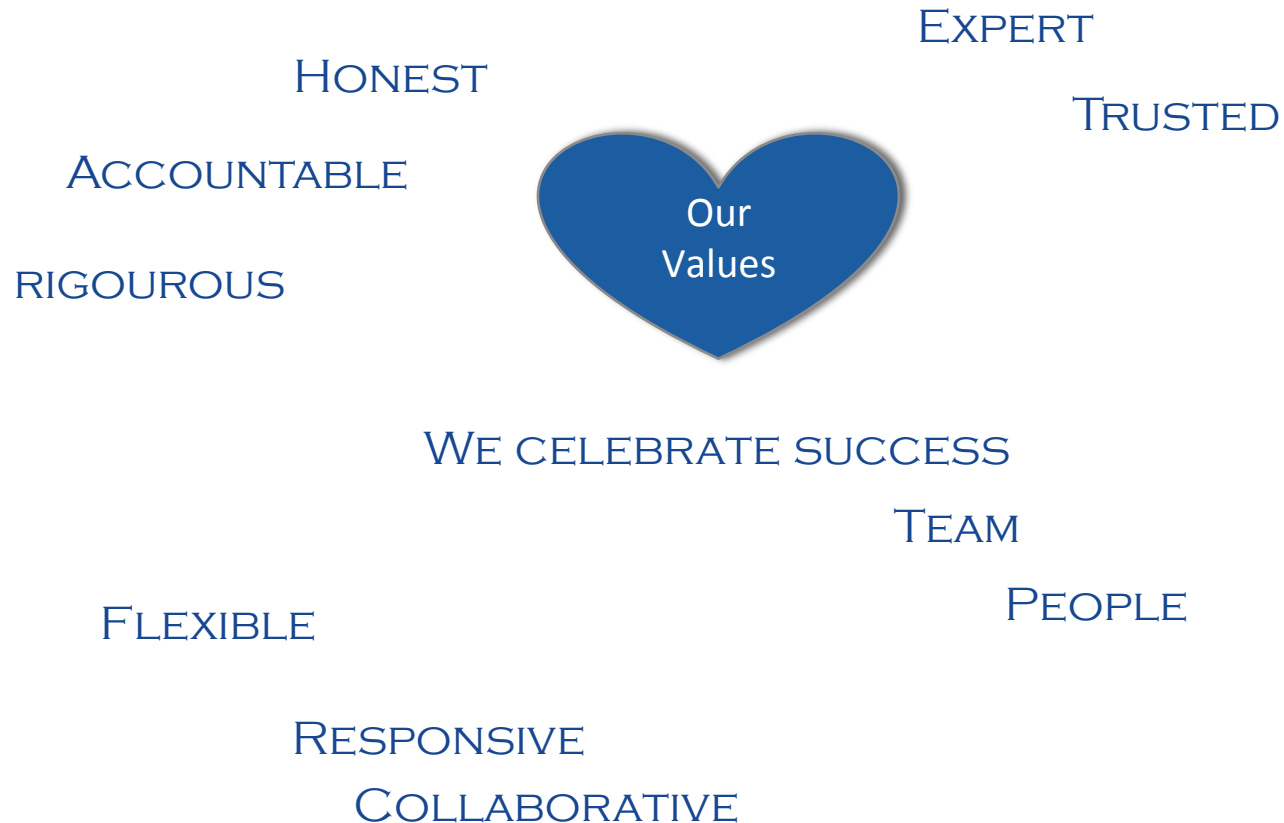 Expert
Honest
Trusted
Accountable
Our
Values
rigourous
We celebrate success
Team
People
Flexible
Responsive
Collaborative